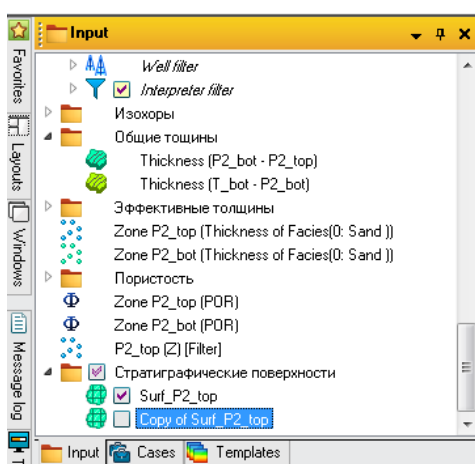 Input
Favorites
Layouts
Windows
Message log
Well filter
Interpreter filter
Изохоры
Общие тощины
Thickness (P2_bot - P2_top)
Thickness (T_bot - P2_bot)
Эффективные толщины
Zone P2_top (Thickness of Facies(0: Sand ))
Zone P2_bot (Thickness of Facies(0: Sand ))
Пористость
Zone P2_top (POR)
Zone P2_bot (POR)
P2_top (Z) [Filter]
Стратиграфические поверхности
Surf_P2_top
Copy of Surf_P2_top
Input Cases Templates